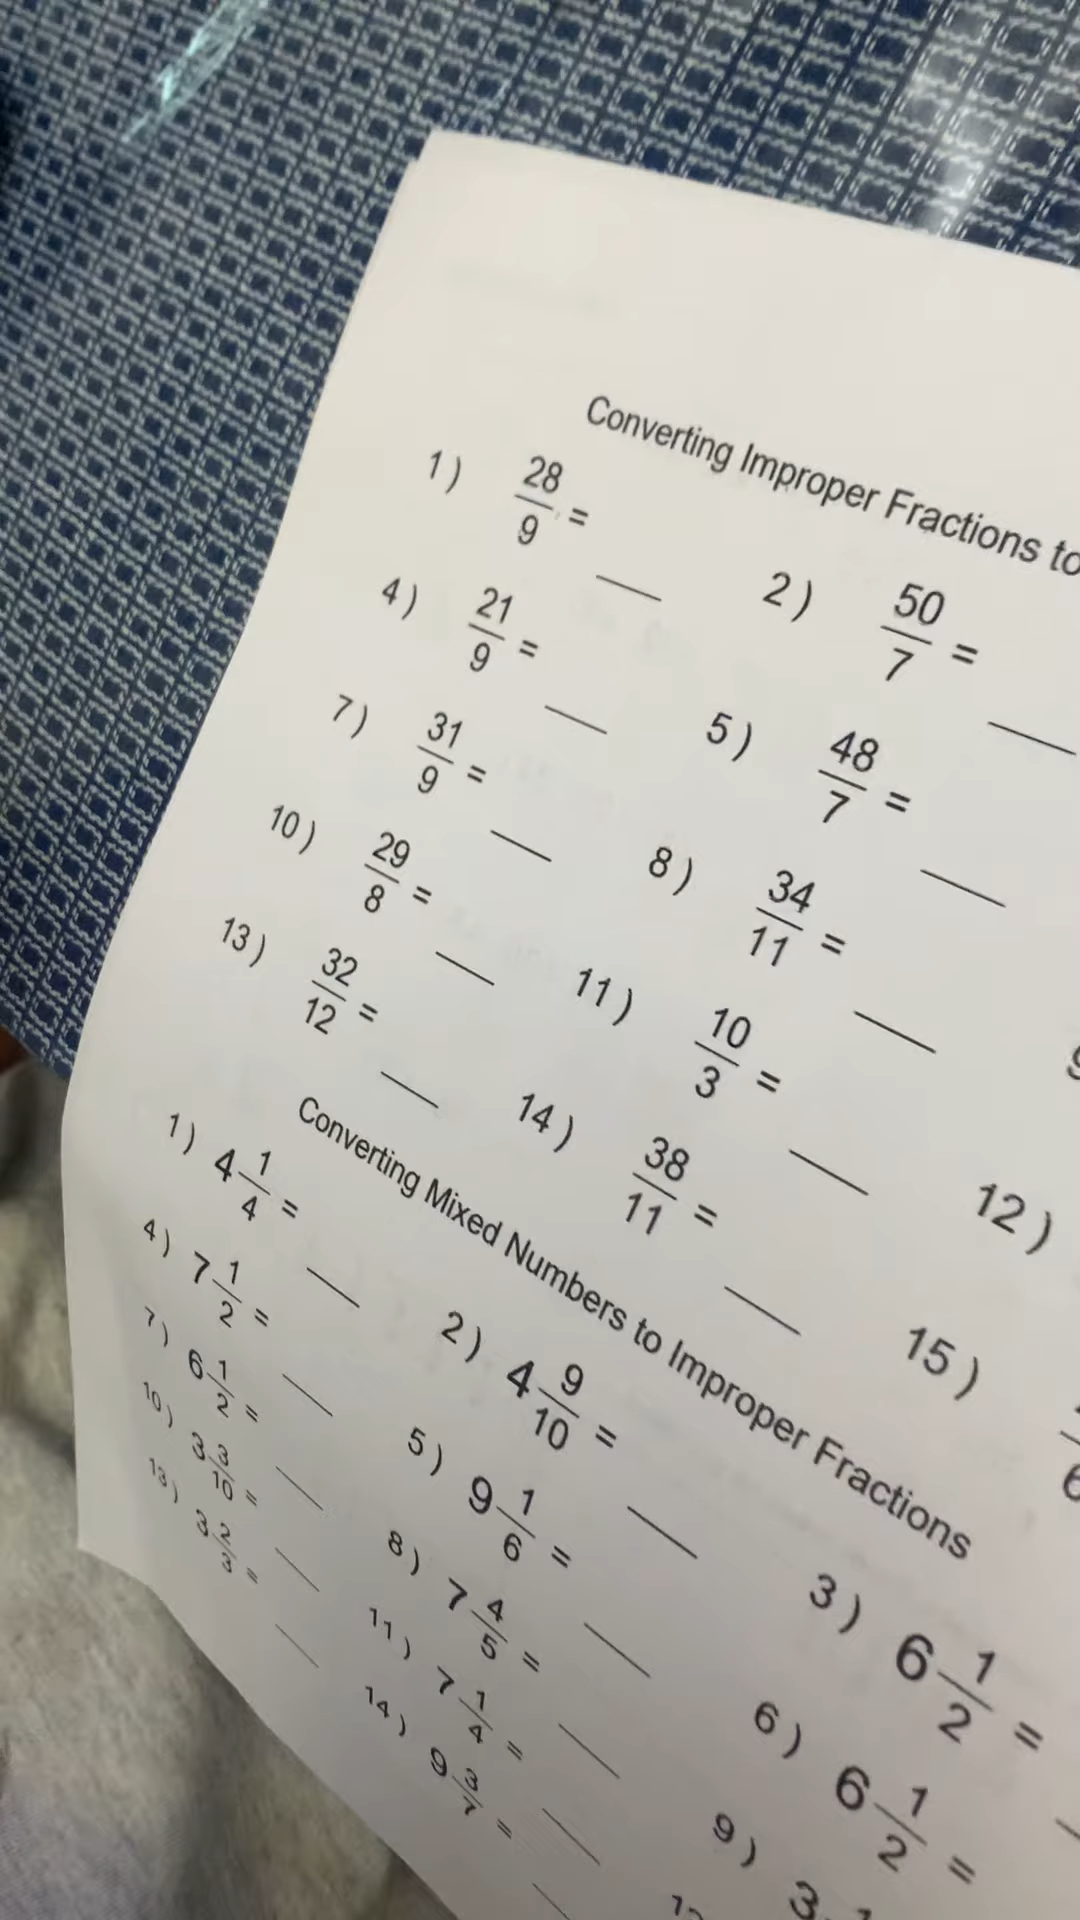 Converting Improper Fractions to
1) 28/9 = ___ 2) 50/7 = ___
4) 21/9 = ___ 5) 48/7 = ___
7) 31/9 = ___ 8) 34/11 = ___
10) 29/8 = ___ 11) 10/3 = ___ 12)
13) 32/12 = ___ 14) 38/11 = ___ 15)
Converting Mixed Numbers to Improper Fractions
1) 4 1/4 = ___ 2) 4 9/10 = ___ 3) 6 1/2 =
4) 7 1/2 = ___ 5) 9 1/6 = ___ 6) 6 1/2 =
7) 6 1/2 = ___ 8) 7 4/5 = ___ 9) 3
10) 3 3/10 = ___ 11) 7 1/4 = ___
13) 3 2/3 = ___ 14) 9 3/7 = ___